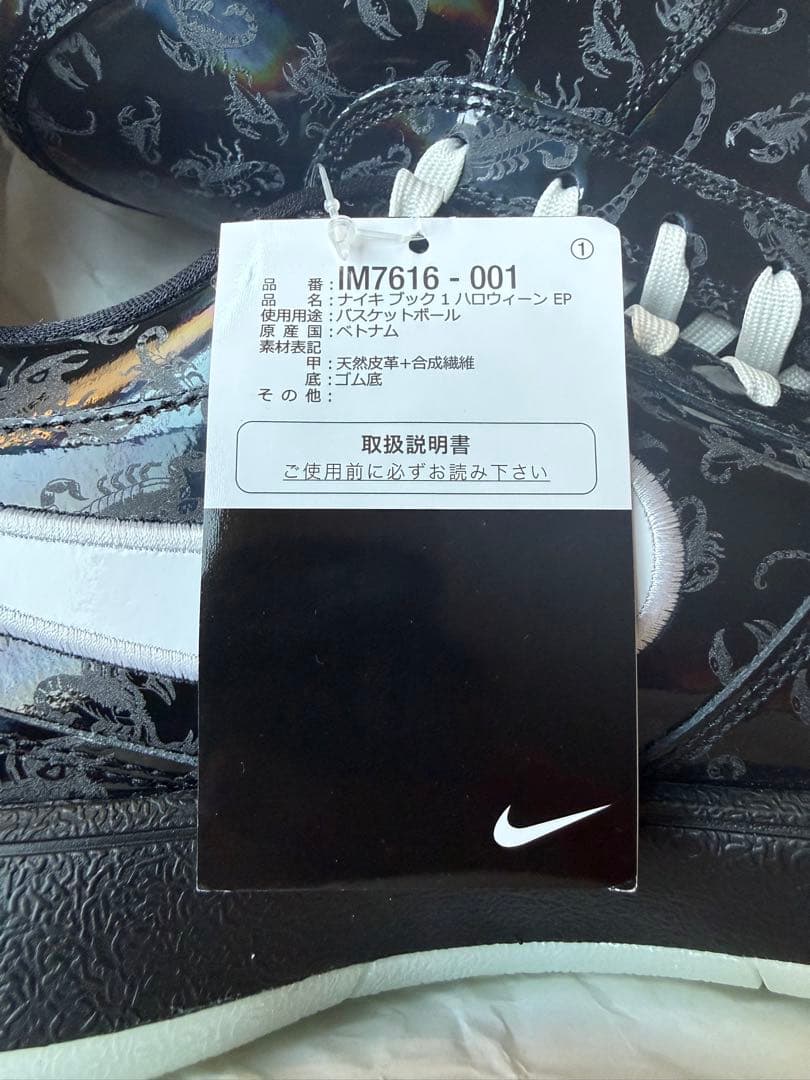 ①
品番：IM7616 - 001
品名：ナイキ ブック 1 ハロウィーン EP
使用用途：バスケットボール
原産国：ベトナム
素材表記
甲：天然皮革+合成繊維
底：ゴム底
その他：
取扱説明書
ご使用前に必ずお読み下さい